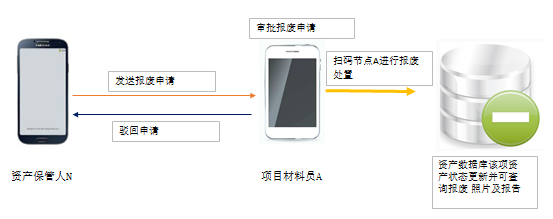 审批报废申请
扫码节点A进行报废
处置
发送报废申请
驳回申请
SAMSUNG
资产保管人N
项目材料员A
资产数据库该项资
产状态更新并可查
询报废 照片及报告